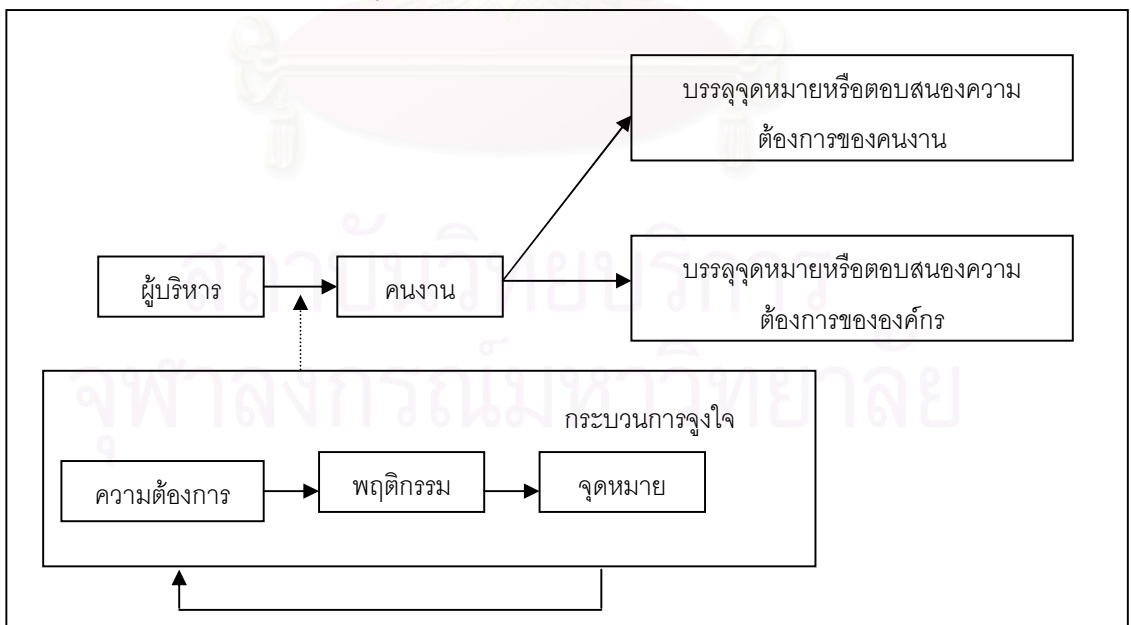 บรรลุจุดหมายหรือตอบสนองความ
ต้องการของคนงาน
ผู้บริหาร
คนงาน
บรรลุจุดหมายหรือตอบสนองความ
ต้องการขององค์กร
กระบวนการจูงใจ
ความต้องการ
พฤติกรรม
จุดหมาย
สถาบันวิทยบริการ
จุฬาลงกรณ์มหาวิทยาลัย